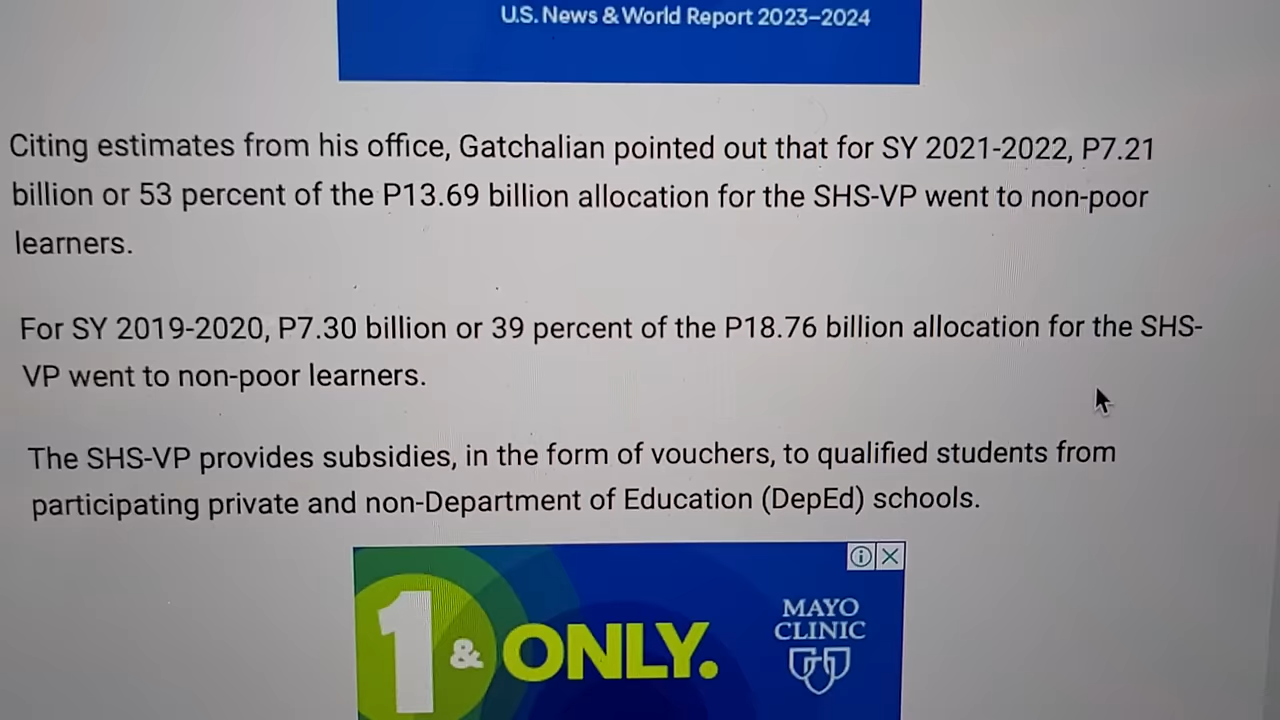 U.S. News & World Report 2023–2024
Citing estimates from his office, Gatchalian pointed out that for SY 2021-2022, P7.21
billion or 53 percent of the P13.69 billion allocation for the SHS-VP went to non-poor
learners.
For SY 2019-2020, P7.30 billion or 39 percent of the P18.76 billion allocation for the SHS-
VP went to non-poor learners.
The SHS-VP provides subsidies, in the form of vouchers, to qualified students from
participating private and non-Department of Education (DepEd) schools.
1 & ONLY.
MAYO
CLINIC